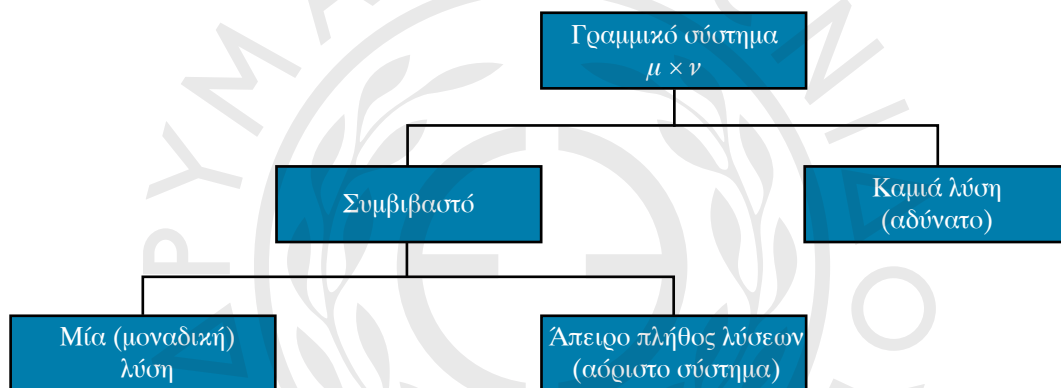 Γραμμικό σύστημα
μ × ν
Συμβιβαστό
Καμιά λύση
(αδύνατο)
Μία (μοναδική)
λύση
Άπειρο πλήθος λύσεων
(αόριστο σύστημα)